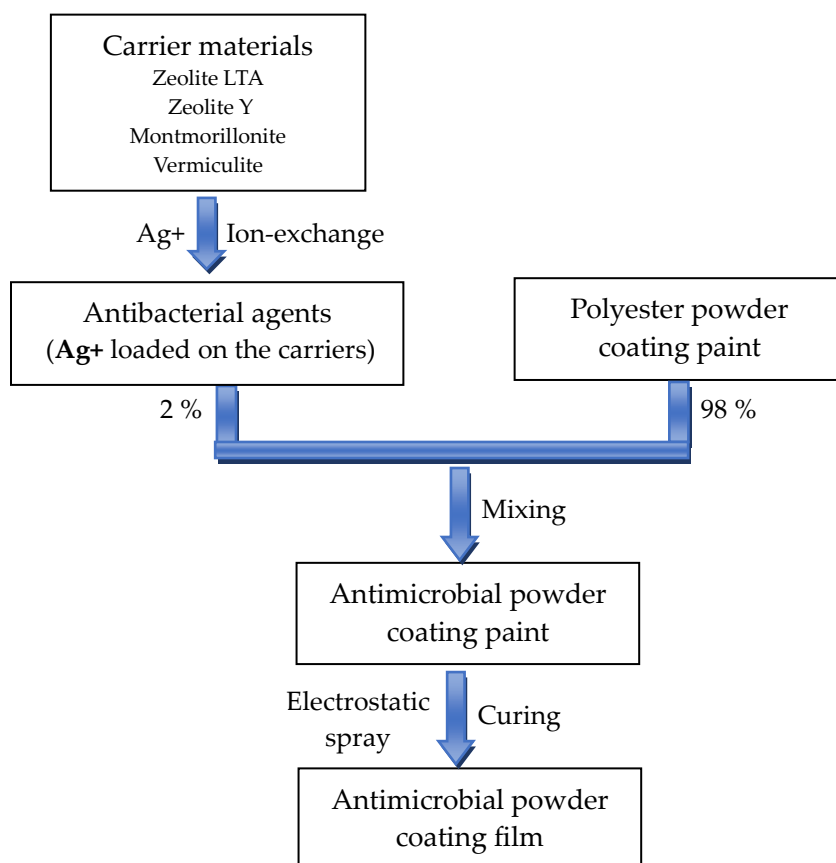 Carrier materials
Zeolite LTA
Zeolite Y
Montmorillonite
Vermiculite
Ag+ Ion-exchange
Antibacterial agents
(Ag+ loaded on the carriers)
Polyester powder
coating paint
2 %
98 %
Mixing
Antimicrobial powder
coating paint
Electrostatic
spray
Curing
Antimicrobial powder
coating film